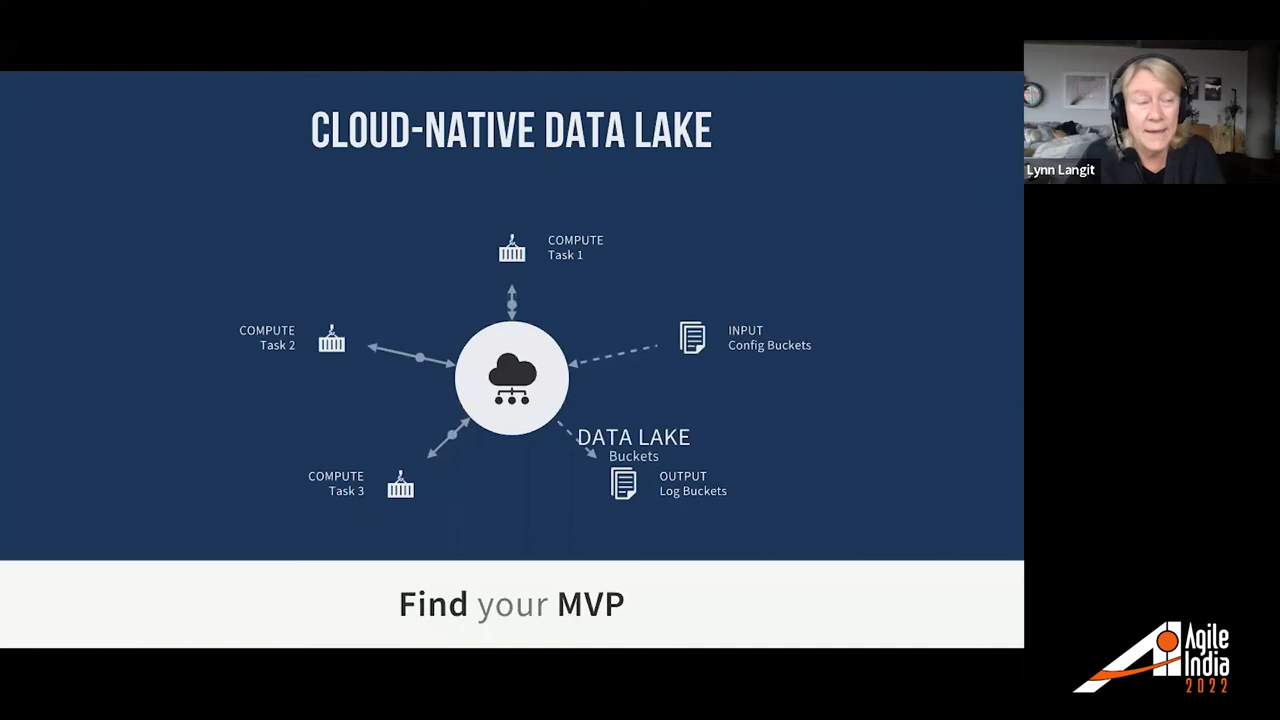 CLOUD-NATIVE DATA LAKE
COMPUTE
Task 1
COMPUTE
Task 2
INPUT
Config Buckets
DATA LAKE
Buckets
COMPUTE
Task 3
OUTPUT
Log Buckets
Find your MVP
Lynn Langit
Agile
India
2022